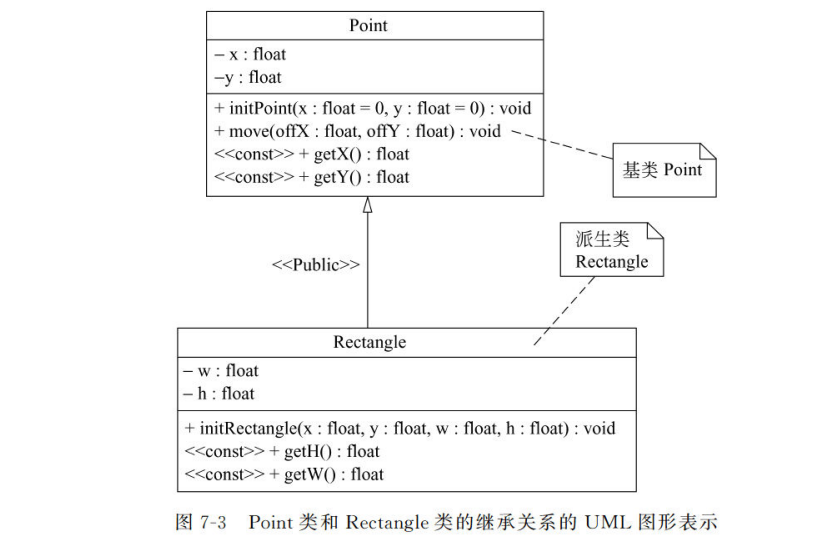 Point
– x : float
–y : float
+ initPoint(x : float = 0, y : float = 0) : void
+ move(offX : float, offY : float) : void
<<const>> + getX() : float
<<const>> + getY() : float
基类 Point
<<Public>>
派生类
Rectangle
Rectangle
– w : float
– h : float
+ initRectangle(x : float, y : float, w : float, h : float) : void
<<const>> + getH() : float
<<const>> + getW() : float
图 7-3 Point 类和 Rectangle 类的继承关系的 UML 图形表示